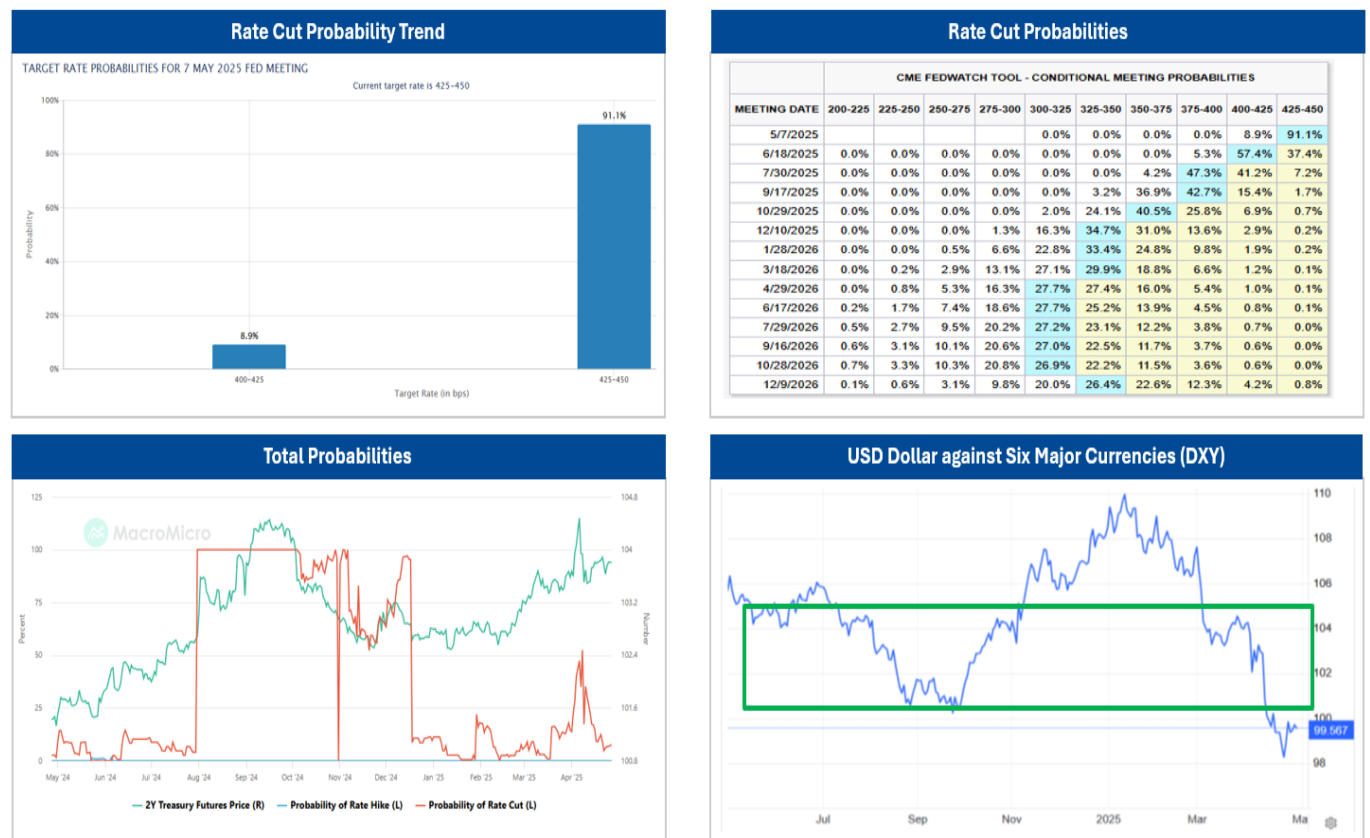 Rate Cut Probability Trend
TARGET RATE PROBABILITIES FOR 7 MAY 2025 FED MEETING
Current target rate is 425–450
100%
80%
60%
40%
20%
0%
Probability
8.9%
91.1%
400–425
425–450
Target Rate (in bps)
Rate Cut Probabilities
CME FEDWATCH TOOL - CONDITIONAL MEETING PROBABILITIES
MEETING DATE 200-225 225-250 250-275 275-300 300-325 325-350 350-375 375-400 400-425 425-450
5/7/2025 0.0% 0.0% 0.0% 0.0% 8.9% 91.1%
6/18/2025 0.0% 0.0% 0.0% 0.0% 0.0% 0.0% 0.0% 5.3% 57.4% 37.4%
7/30/2025 0.0% 0.0% 0.0% 0.0% 0.0% 0.0% 4.2% 47.3% 41.2% 7.2%
9/17/2025 0.0% 0.0% 0.0% 0.0% 0.0% 3.2% 36.9% 42.7% 15.4% 1.7%
10/29/2025 0.0% 0.0% 0.0% 0.0% 2.0% 24.1% 40.5% 25.8% 6.9% 0.7%
12/10/2025 0.0% 0.0% 0.0% 1.3% 16.3% 34.7% 31.0% 13.6% 2.9% 0.2%
1/28/2026 0.0% 0.0% 0.5% 6.6% 22.8% 33.4% 24.8% 9.8% 1.9% 0.2%
3/18/2026 0.0% 0.2% 2.9% 13.1% 27.1% 29.9% 18.8% 6.6% 1.2% 0.1%
4/29/2026 0.0% 0.8% 5.3% 16.3% 27.7% 27.4% 16.0% 5.4% 1.0% 0.1%
6/17/2026 0.2% 1.7% 7.4% 18.6% 27.7% 25.2% 13.9% 4.5% 0.8% 0.1%
7/29/2026 0.5% 2.7% 9.5% 20.2% 27.2% 23.1% 12.2% 3.8% 0.7% 0.0%
9/16/2026 0.6% 3.1% 10.1% 20.6% 27.0% 22.5% 11.7% 3.7% 0.6% 0.0%
10/28/2026 0.7% 3.3% 10.3% 20.8% 26.9% 22.2% 11.5% 3.6% 0.6% 0.0%
12/9/2026 0.1% 0.6% 3.1% 9.8% 20.0% 26.4% 22.6% 12.3% 4.2% 0.8%
Total Probabilities
MacroMicro
125
100
75
50
25
0
Percent
104.8
104
103.2
102.4
101.6
100.8
Number
May '24 Jun '24 Jul '24 Aug '24 Sep '24 Oct '24 Nov '24 Dec '24 Jan '25 Feb '25 Mar '25 Apr '25
2Y Treasury Futures Price (R) Probability of Rate Hike (L) Probability of Rate Cut (L)
USD Dollar against Six Major Currencies (DXY)
110
108
106
104
102
100
99.567
98
Jul Sep Nov 2025 Mar Ma